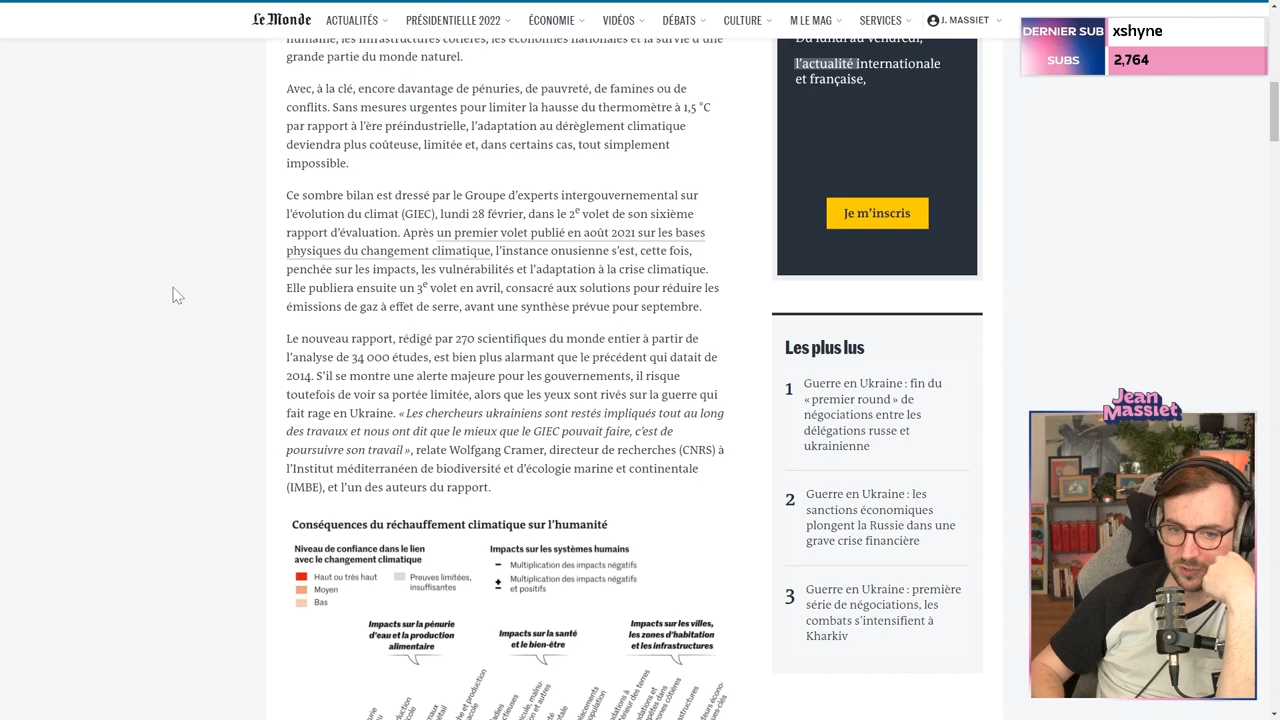 Le Monde
ACTUALITÉS
PRÉSIDENTIELLE 2022
ÉCONOMIE
VIDÉOS
DÉBATS
CULTURE
M LE MAG
SERVICES
J. MASSIET
DERNIER SUB
xshyne
SUBS
2,764
humaine, les infrastructures côtières, les économies nationales et la survie d'une
grande partie du monde naturel.
Avec, à la clé, encore davantage de pénuries, de pauvreté, de famines ou de
conflits. Sans mesures urgentes pour limiter la hausse du thermomètre à 1,5 °C
par rapport à l'ère préindustrielle, l'adaptation au dérèglement climatique
deviendra plus coûteuse, limitée et, dans certains cas, tout simplement
impossible.
Ce sombre bilan est dressé par le Groupe d'experts intergouvernemental sur
l'évolution du climat (GIEC), lundi 28 février, dans le 2e volet de son sixième
rapport d'évaluation. Après un premier volet publié en août 2021 sur les bases
physiques du changement climatique, l'instance onusienne s'est, cette fois,
penchée sur les impacts, les vulnérabilités et l'adaptation à la crise climatique.
Elle publiera ensuite un 3e volet en avril, consacré aux solutions pour réduire les
émissions de gaz à effet de serre, avant une synthèse prévue pour septembre.
Le nouveau rapport, rédigé par 270 scientifiques du monde entier à partir de
l'analyse de 34 000 études, est bien plus alarmant que le précédent qui datait de
2014. S'il se montre une alerte majeure pour les gouvernements, il risque
toutefois de voir sa portée limitée, alors que les yeux sont rivés sur la guerre qui
fait rage en Ukraine. « Les chercheurs ukrainiens sont restés impliqués tout au long
des travaux et nous ont dit que le mieux que le GIEC pouvait faire, c'est de
poursuivre son travail », relate Wolfgang Cramer, directeur de recherches (CNRS) à
l'Institut méditerranéen de biodiversité et d'écologie marine et continentale
(IMBE), et l'un des auteurs du rapport.
Conséquences du réchauffement climatique sur l'humanité
Niveau de confiance dans le lien
avec le changement climatique
Haut ou très haut
Moyen
Bas
Preuves limitées,
insuffisantes
Impacts sur les systèmes humains
Multiplication des impacts négatifs
Multiplication des impacts négatifs
et positifs
Impacts sur la pénurie
d'eau et la production
alimentaire
Impacts sur la santé
et le bien-être
Impacts sur les villes,
les zones d'habitation
et les infrastructures
Du lundi au vendredi,
l'actualité internationale
et française,
Je m'inscris
Les plus lus
1
Guerre en Ukraine : fin du
« premier round » de
négociations entre les
délégations russe et
ukrainienne
2
Guerre en Ukraine : les
sanctions économiques
plongent la Russie dans une
grave crise financière
3
Guerre en Ukraine : première
série de négociations, les
combats s'intensifient à
Kharkiv
Jean
Massiet